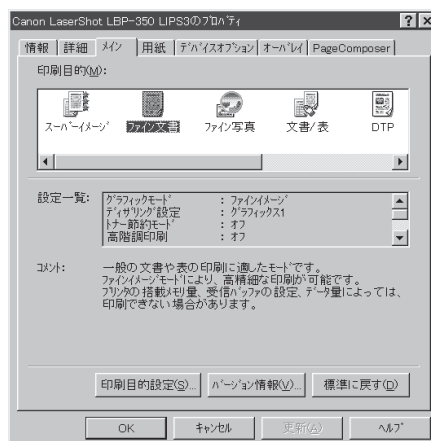 Canon LaserShot LBP-350 LIPS3のﾌﾟﾛﾊﾟﾃｨ
情報 詳細 ﾒｲﾝ 用紙 ﾃﾞﾊﾞｲｽｵﾌﾟｼｮﾝ ｵｰﾊﾞﾚｲ PageComposer
印刷目的(M):
ｽｰﾊﾟｰｲﾒｰｼﾞ ﾌｧｲﾝ文書 ﾌｧｲﾝ写真 文書/表 DTP
設定一覧:
ｸﾞﾗﾌｨｯｸﾓｰﾄﾞ : ﾌｧｲﾝｲﾒｰｼﾞ
ﾃﾞｨｻﾞﾘﾝｸﾞ設定 : ｸﾞﾗﾌｨｯｸｽ1
ﾄﾅｰ節約ﾓｰﾄﾞ : ｵﾌ
高階調印刷 : ｵﾌ
ｺﾒﾝﾄ:
一般の文書や表の印刷に適したﾓｰﾄﾞです。
ﾌｧｲﾝｲﾒｰｼﾞﾓｰﾄﾞにより、高精細な印刷が可能です。
ﾌﾟﾘﾝﾀの搭載ﾒﾓﾘ量、受信ﾊﾞｯﾌｧの設定、ﾃﾞｰﾀ量によっては、
印刷できない場合があります。
印刷目的設定(S)... ﾊﾞｰｼﾞｮﾝ情報(V)... 標準に戻す(D)
OK ｷｬﾝｾﾙ 更新(A) ﾍﾙﾌﾟ